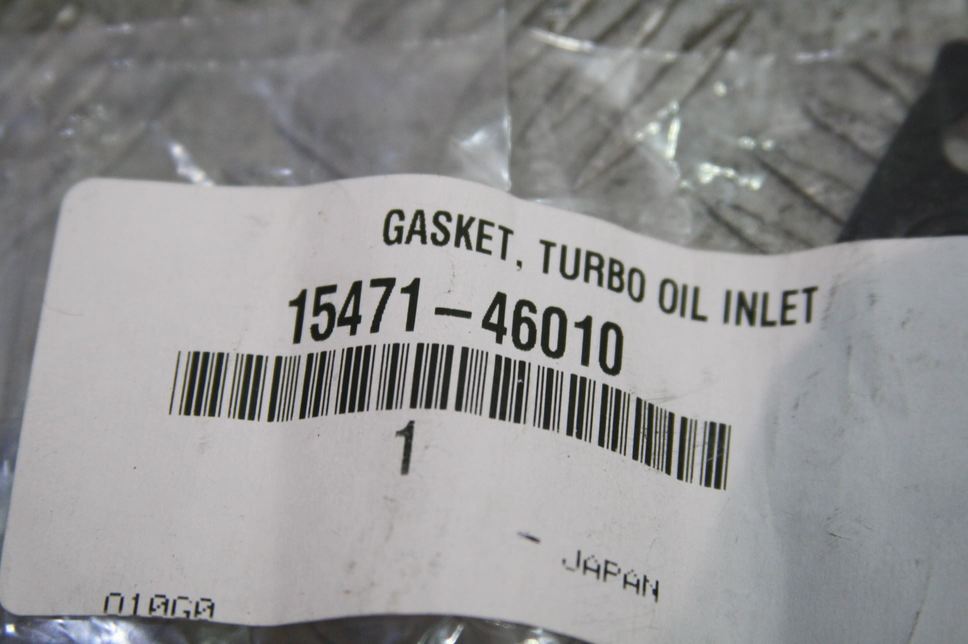 GASKET, TURBO OIL INLET
15471-46010
1
- JAPAN
010G0